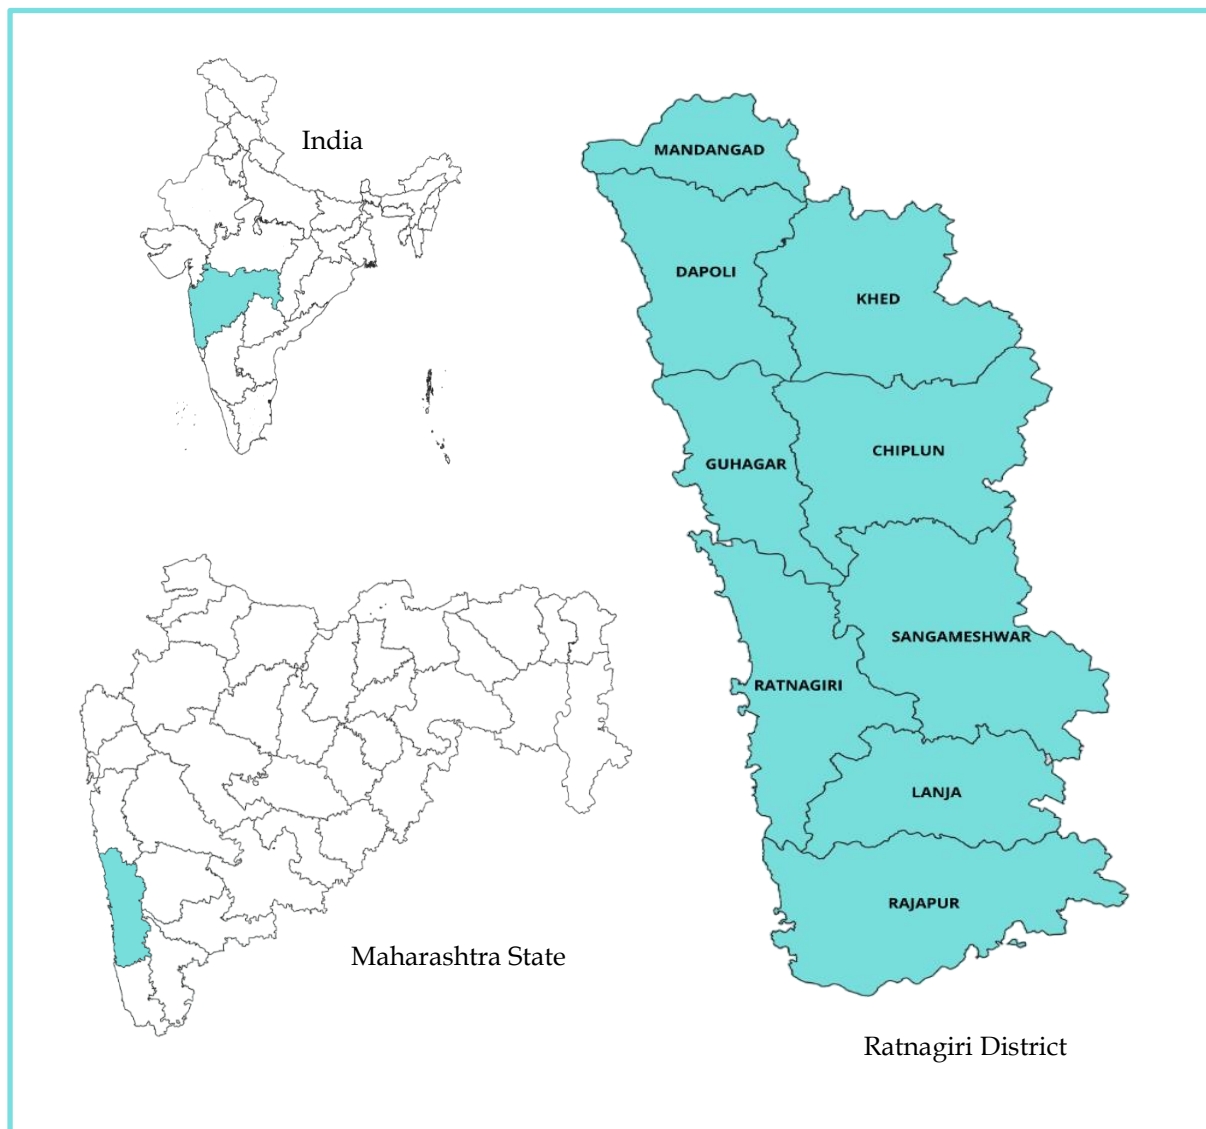 India
MANDANGAD
DAPOLI
KHED
GUHAGAR
CHIPLUN
SANGAMESHWAR
RATNAGIRI
LANJA
RAJAPUR
Maharashtra State
Ratnagiri District